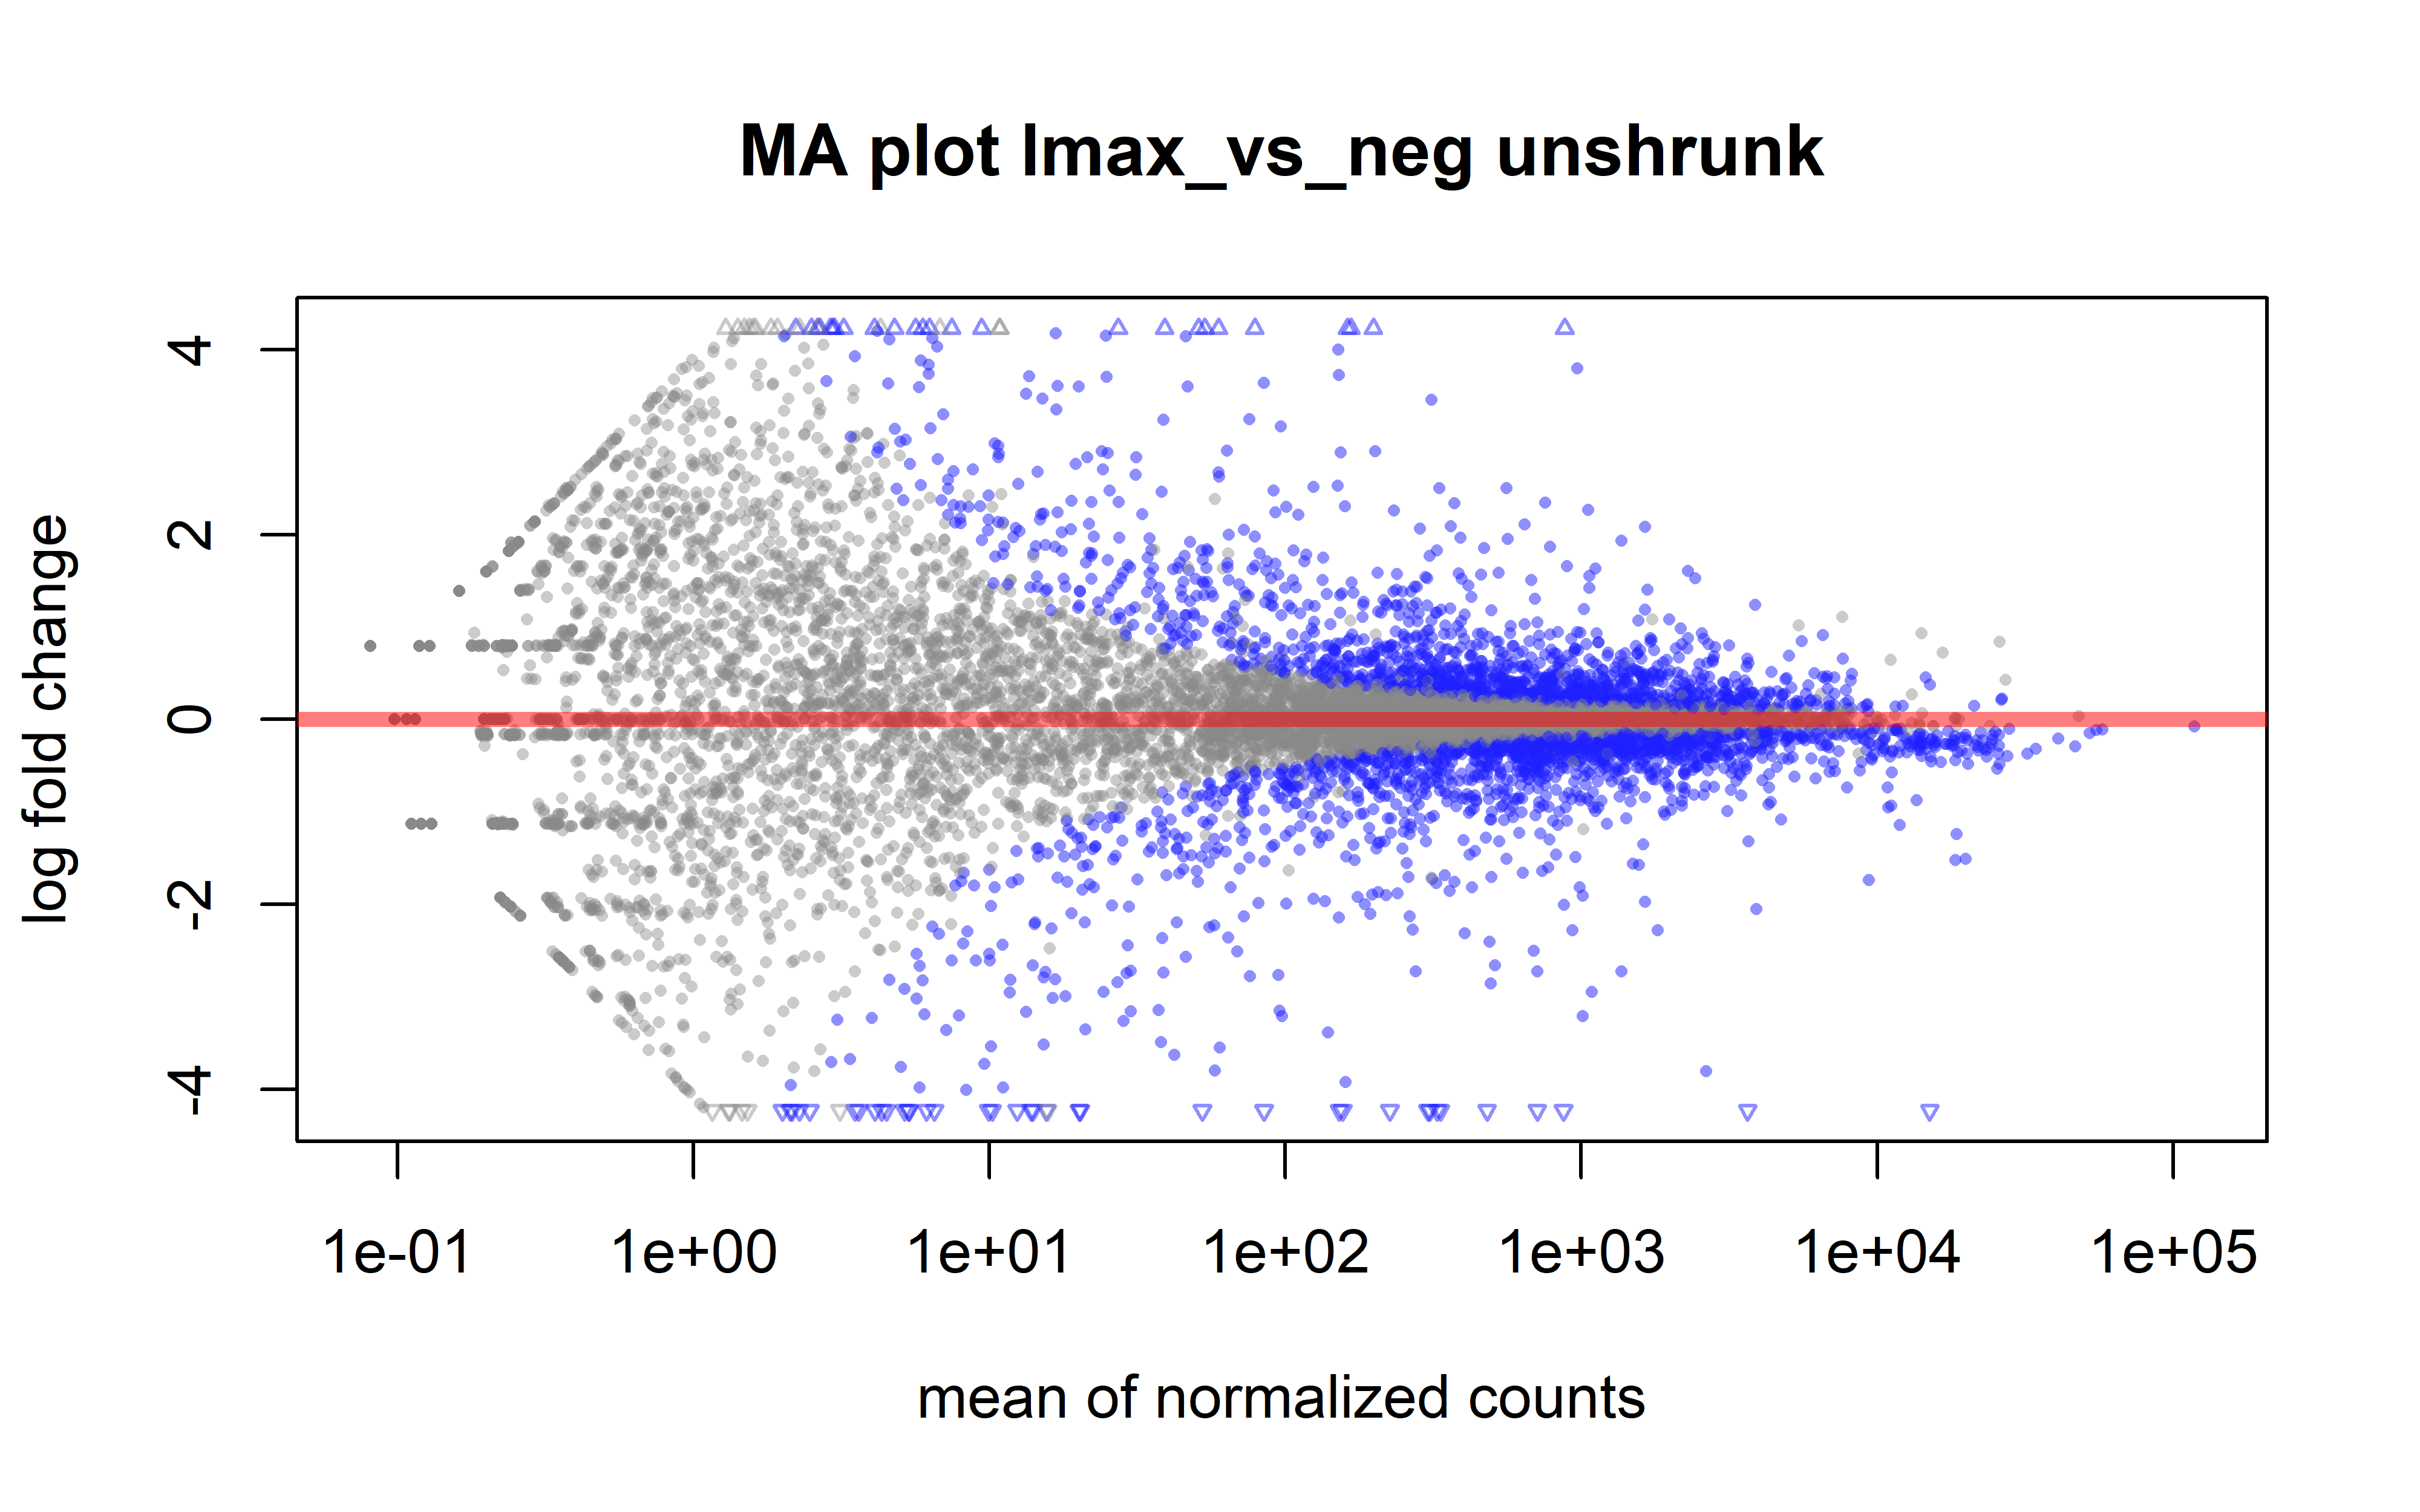 MA plot lmax_vs_neg unshrunk
log fold change
4
2
0
-2
-4
1e-01 1e+00 1e+01 1e+02 1e+03 1e+04 1e+05
mean of normalized counts